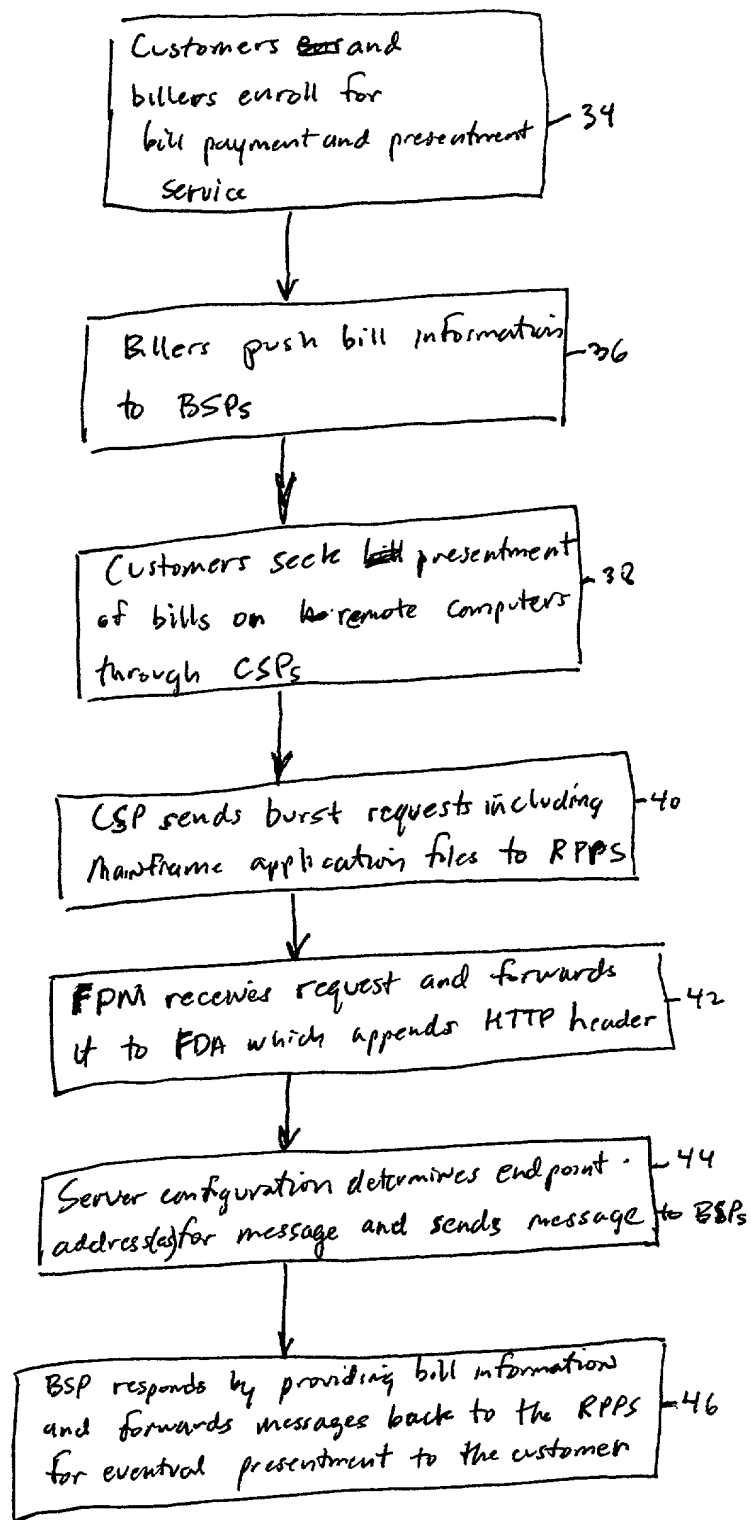 Customers and
billers enroll for
bill payment and presentment
service
34
Billers push bill information
to BSPs
36
Customers seek presentment
of bills on remote computers
through CSPs
38
CSP sends burst requests including
Mainframe application files to RPPS
40
FPM receives request and forwards
it to FDA which appends HTTP header
42
Server configuration determines endpoint
address(es) for message and sends message to BSPs
44
BSP responds by providing bill information
and forwards messages back to the RPPS
for eventual presentment to the customer
46